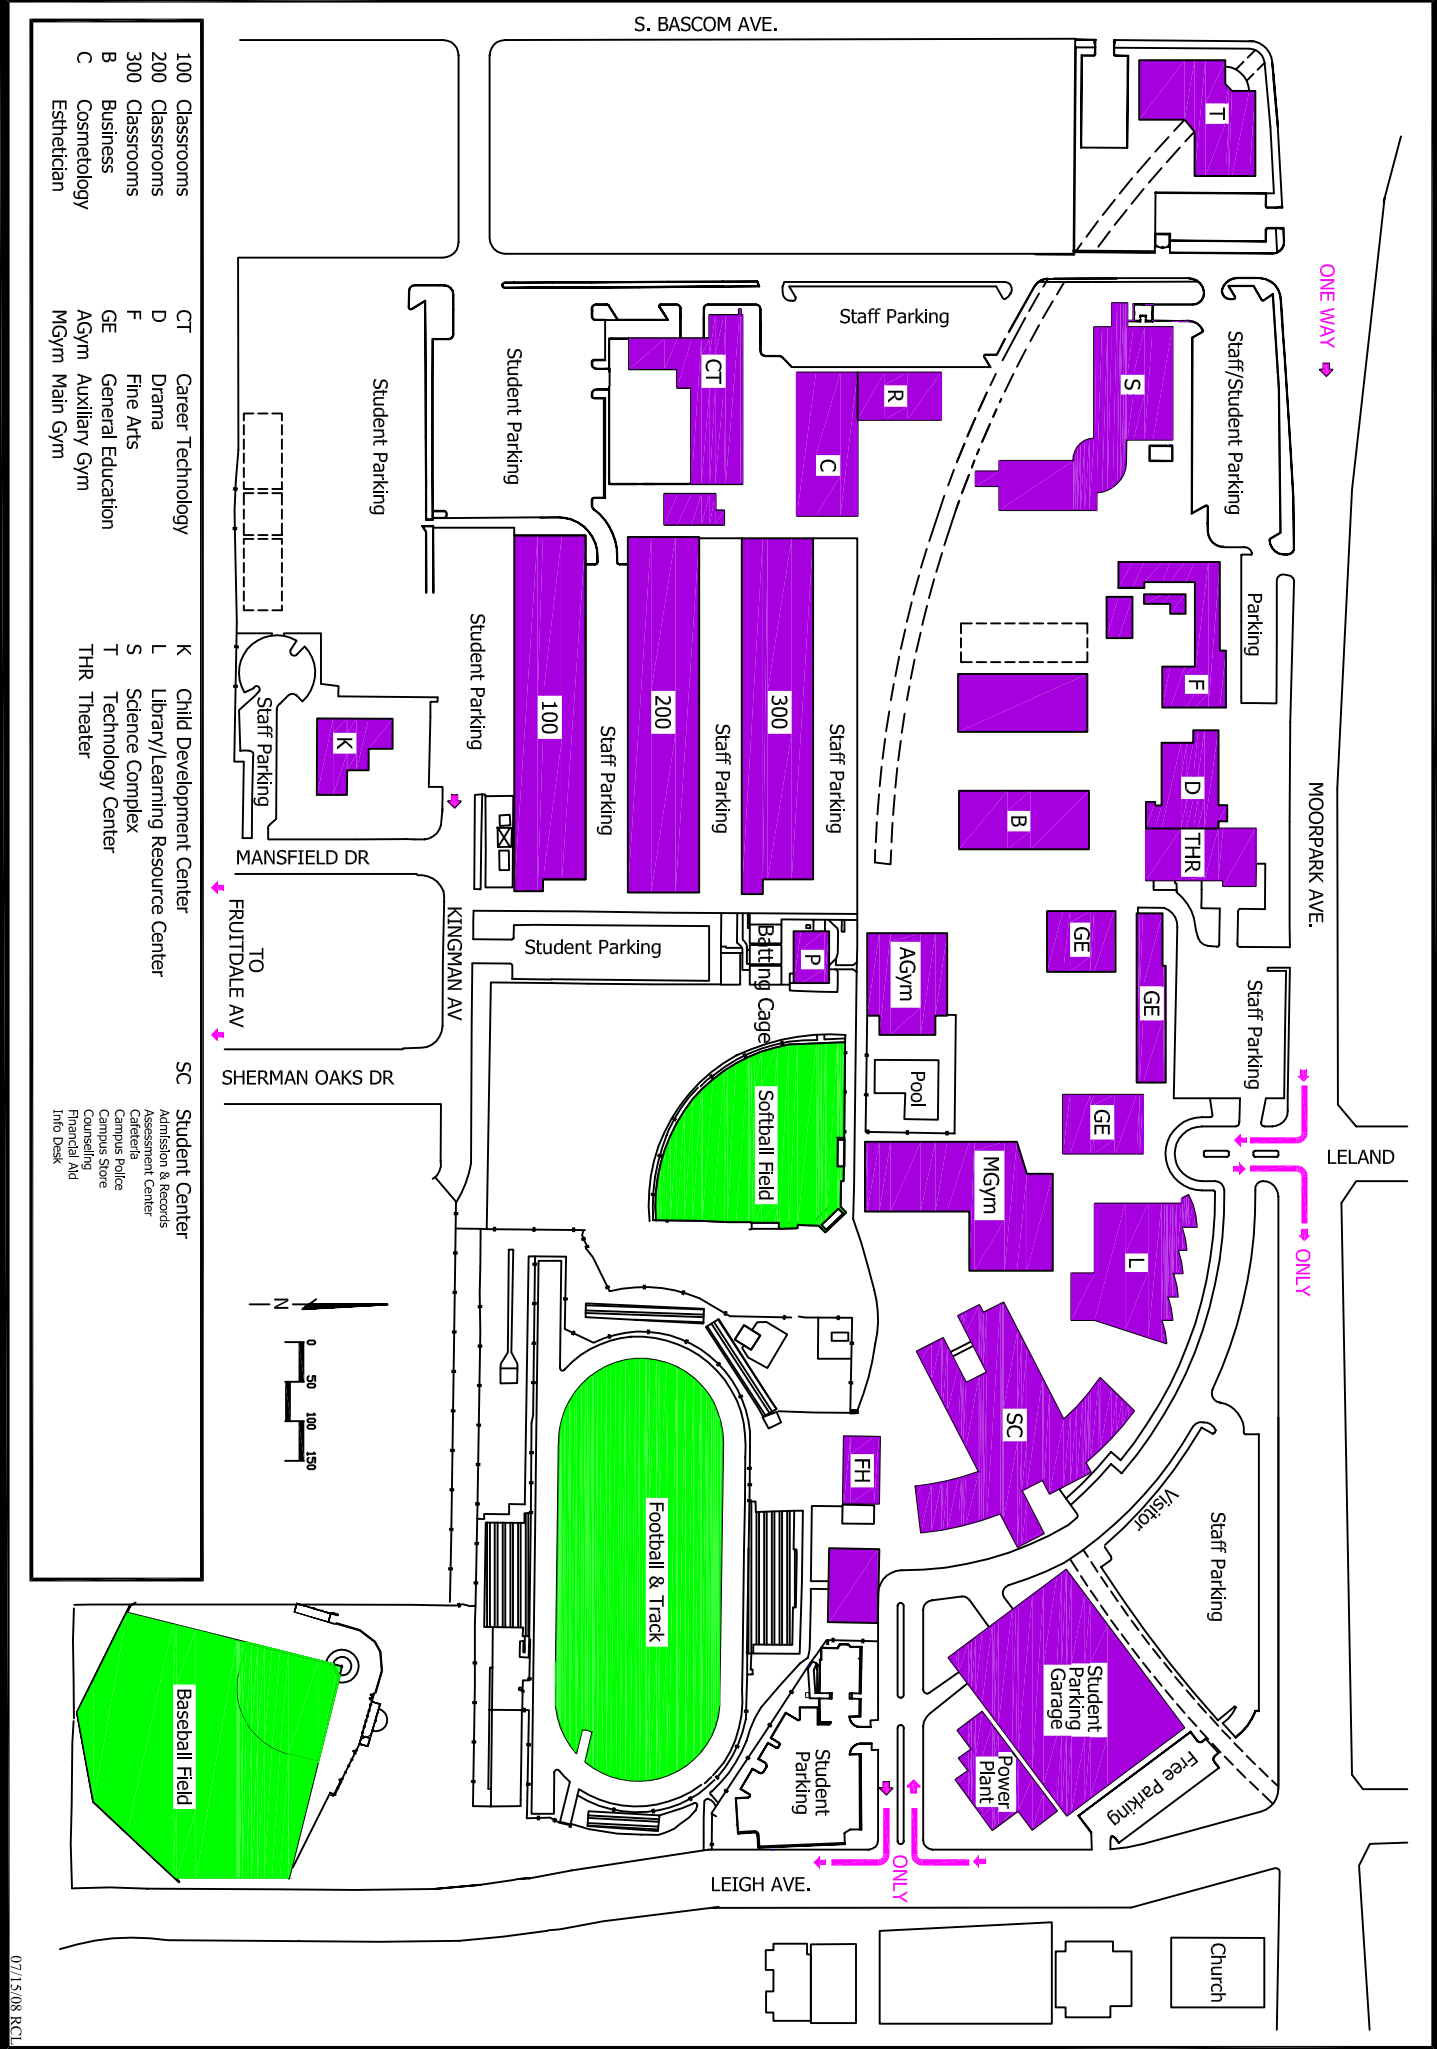 S. BASCOM AVE.
T
ONE WAY
Staff Parking
Staff/Student Parking
Student Parking
Student Parking
CT
R
C
S
Parking
F
Student Parking
100
Staff Parking
200
Staff Parking
300
Staff Parking
K
Staff Parking
D
THR
B
MOORPARK AVE.
MANSFIELD DR
TO
FRUITDALE AV
KINGMAN AV
Student Parking
Batting Cage
P
AGym
GE
GE
GE
Staff Parking
Pool
SHERMAN OAKS DR
Softball Field
MGym
LELAND
ONLY
L
SC
N
0
50
100
150
FH
Football & Track
Visitor
Staff Parking
Student
Parking
Garage
Power
Plant
Free Parking
Student
Parking
Baseball Field
ONLY
LEIGH AVE.
Church
100 Classrooms
200 Classrooms
300 Classrooms
B Business
C Cosmetology
Esthetician
CT Career Technology
D Drama
F Fine Arts
GE General Education
AGym Auxiliary Gym
MGym Main Gym
K Child Development Center
L Library/Learning Resource Center
S Science Complex
T Technology Center
THR Theater
SC Student Center
Admission & Records
Assessment Center
Cafeteria
Campus Police
Campus Store
Counseling
Financial Aid
Info Desk
07/15/08 RCL